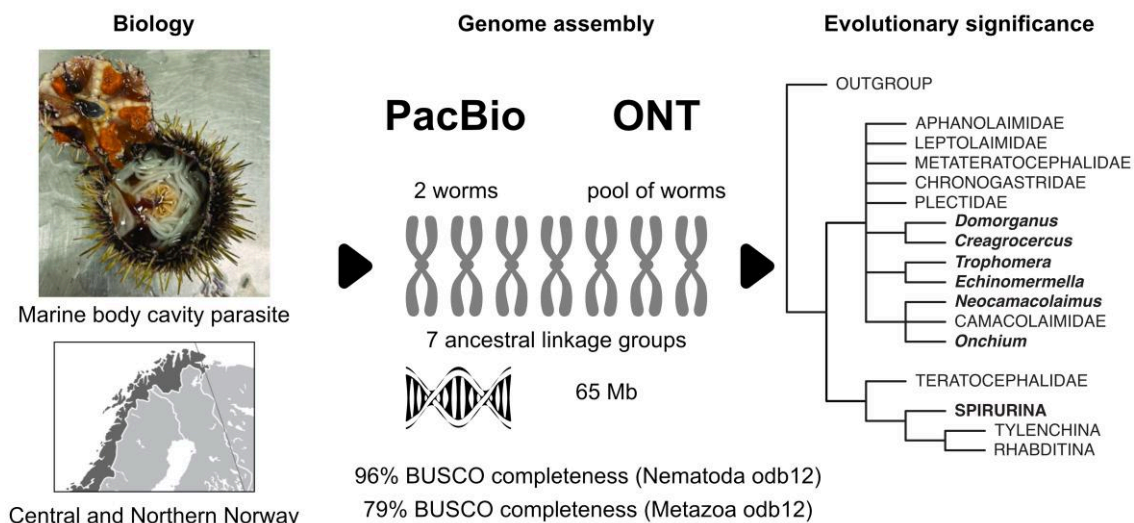 Biology
Marine body cavity parasite
Central and Northern Norway
Genome assembly
PacBio ONT
2 worms pool of worms
7 ancestral linkage groups
65 Mb
96% BUSCO completeness (Nematoda odb12)
79% BUSCO completeness (Metazoa odb12)
Evolutionary significance
OUTGROUP
APHANOLAIMIDAE
LEPTOLAIMIDAE
METATERATOCEPHALIDAE
CHRONOGASTRIDAE
PLECTIDAE
Domorganus
Creagrocercus
Trophomera
Echinomermella
Neocamacolaimus
CAMACOLAIMIDAE
Onchium
TERATOCEPHALIDAE
SPIRURINA
TYLENCHINA
RHABDITINA